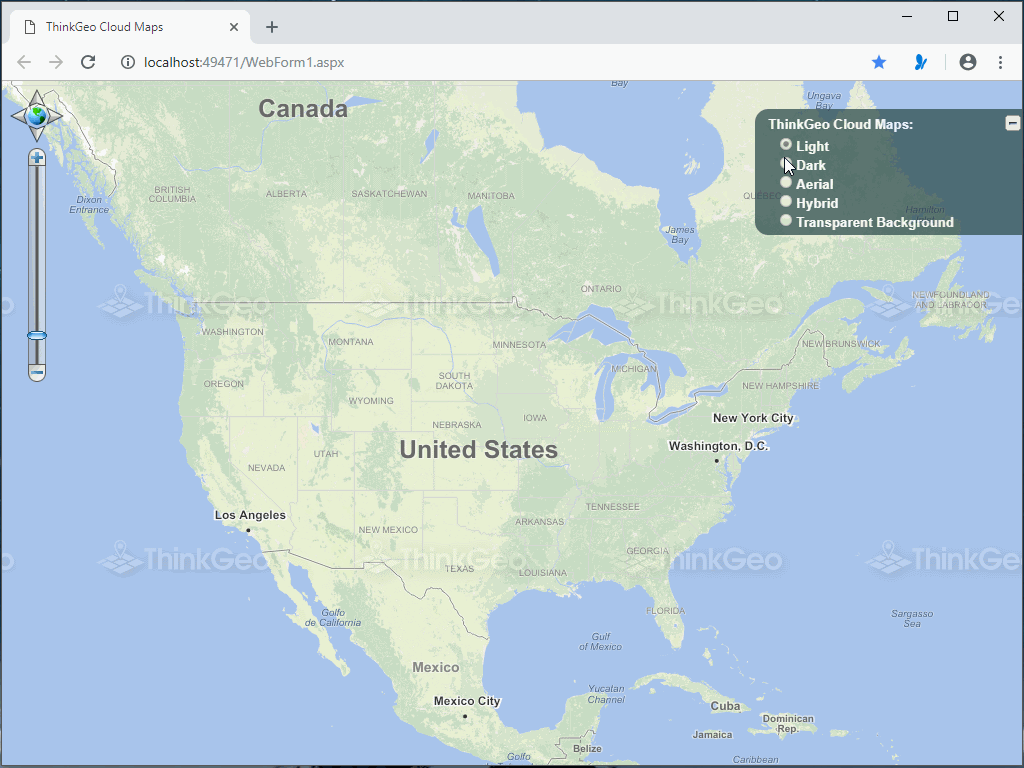 ThinkGeo Cloud Maps
localhost:49471/WebForm1.aspx
Bay
Ungava
Bay
Canada
ThinkGeo Cloud Maps:
Light
Dark
Aerial
Hybrid
Transparent Background
BRITISH
COLUMBIA
ALBERTA
SASKATCHEWAN
MANITOBA
Dixon
Entrance
James
Bay
ONTARIO
NEWFOUNDLAND
AND LABRADOR
ThinkGeo
ThinkGeo
ThinkGeo
ThinkGeo
WASHINGTON
MONTANA
MINNESOTA
NEW BRUNSWICK
MICHIGAN
OREGON
SOUTH
DAKOTA
NEW HAMPSHIRE
WYOMING
NEBRASKA
IOWA
New York City
United States
Washington, D.C.
UTAH
NEVADA
Los Angeles
TENNESSEE
ARKANSAS
NEW MEXICO
GEORGIA
ThinkGeo
ThinkGeo
ThinkGeo
ThinkGeo
TEXAS
LOUISIANA
FLORIDA
Golfo
de California
Sargasso
Sea
Gulf
of Mexico
Mexico
Mexico City
Yucatan
Channel
Cuba
Dominican
Rep.
Jamaica
Belize
Golfo
Caribbean